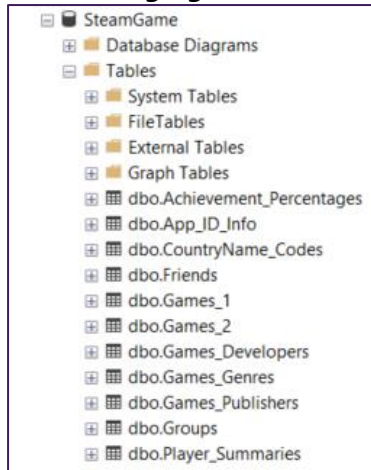 SteamGame
Database Diagrams
Tables
System Tables
FileTables
External Tables
Graph Tables
dbo.Achievement_Percentages
dbo.App_ID_Info
dbo.CountryName_Codes
dbo.Friends
dbo.Games_1
dbo.Games_2
dbo.Games_Developers
dbo.Games_Genres
dbo.Games_Publishers
dbo.Groups
dbo.Player_Summaries